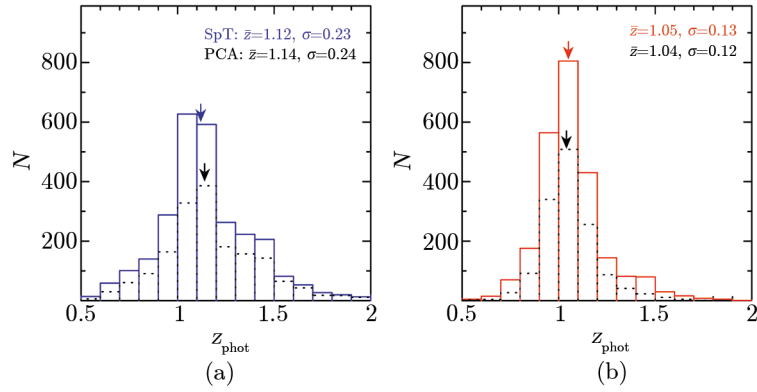 SpT: z̄=1.12, σ=0.23
PCA: z̄=1.14, σ=0.24
800
600
400
200
N
0.5 1 1.5 2
z_phot
(a)
z̄=1.05, σ=0.13
z̄=1.04, σ=0.12
800
600
400
200
N
0.5 1 1.5 2
z_phot
(b)